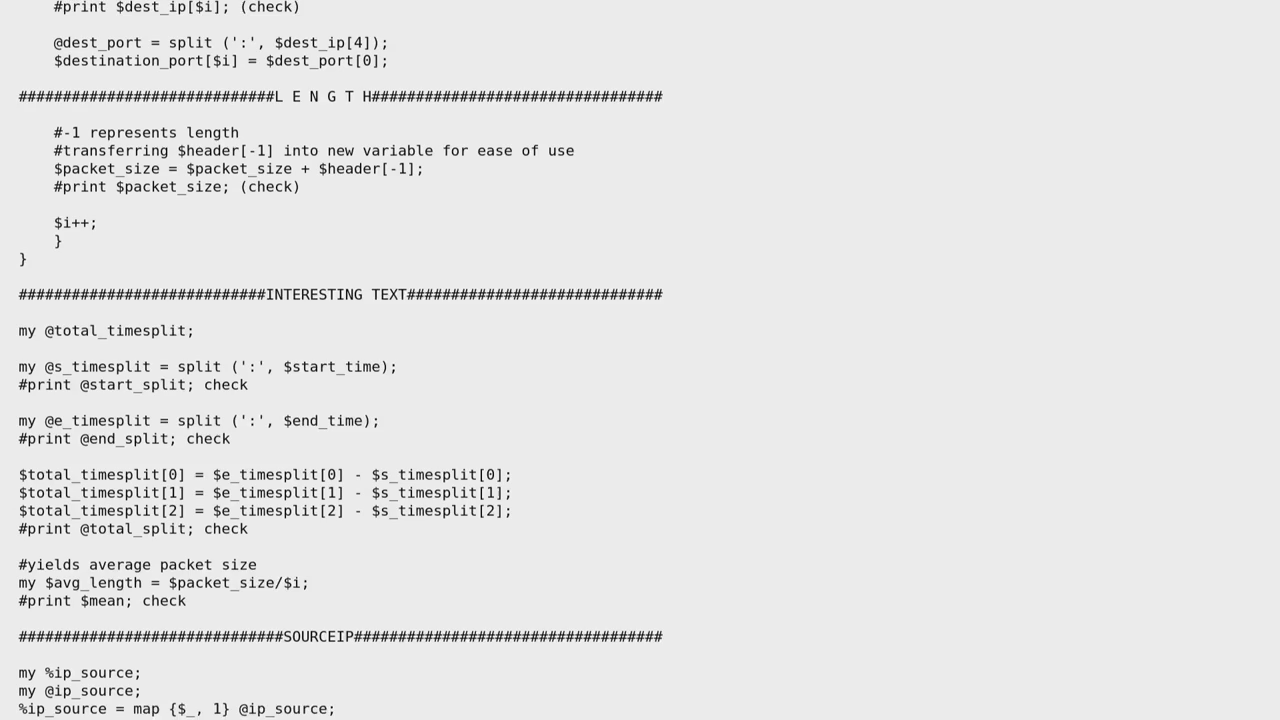 #print $dest_ip[$i]; (check)
@dest_port = split (':', $dest_ip[4]);
$destination_port[$i] = $dest_port[0];
#############################L E N G T H#################################
#-1 represents length
#transferring $header[-1] into new variable for ease of use
$packet_size = $packet_size + $header[-1];
#print $packet_size; (check)
$i++;
}
}
############################INTERESTING TEXT#############################
my @total_timesplit;
my @s_timesplit = split (':', $start_time);
#print @start_split; check
my @e_timesplit = split (':', $end_time);
#print @end_split; check
$total_timesplit[0] = $e_timesplit[0] - $s_timesplit[0];
$total_timesplit[1] = $e_timesplit[1] - $s_timesplit[1];
$total_timesplit[2] = $e_timesplit[2] - $s_timesplit[2];
#print @total_split; check
#yields average packet size
my $avg_length = $packet_size/$i;
#print $mean; check
##############################SOURCEIP###################################
my %ip_source;
my @ip_source;
%ip_source = map {$_, 1} @ip_source;